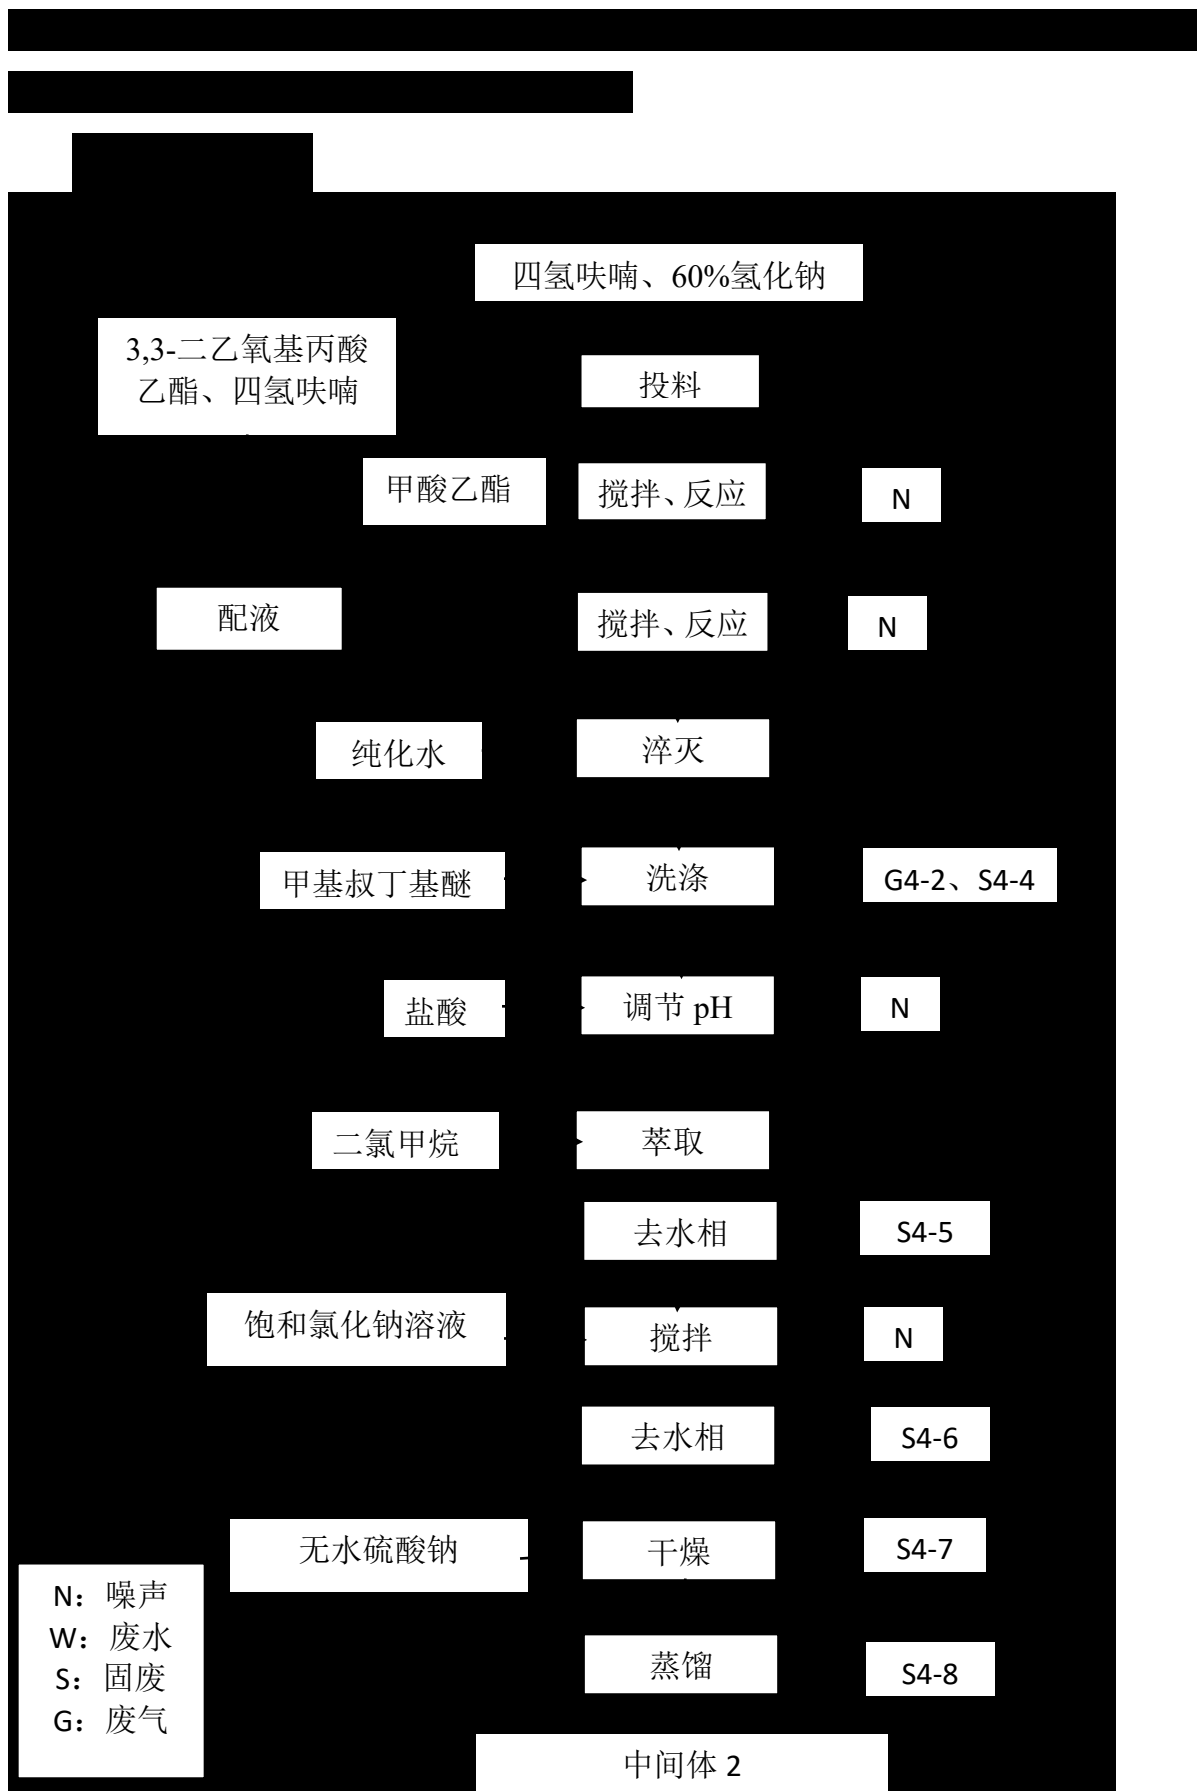 四氢呋喃、60%氢化钠
3,3-二乙氧基丙酸
乙酯、四氢呋喃
投料
甲酸乙酯
搅拌、反应
N
配液
搅拌、反应
N
纯化水
淬灭
甲基叔丁基醚
洗涤
G4-2、S4-4
盐酸
调节 pH
N
二氯甲烷
萃取
去水相
S4-5
饱和氯化钠溶液
搅拌
N
去水相
S4-6
无水硫酸钠
干燥
S4-7
N：噪声
W：废水
S：固废
G：废气
蒸馏
S4-8
中间体 2